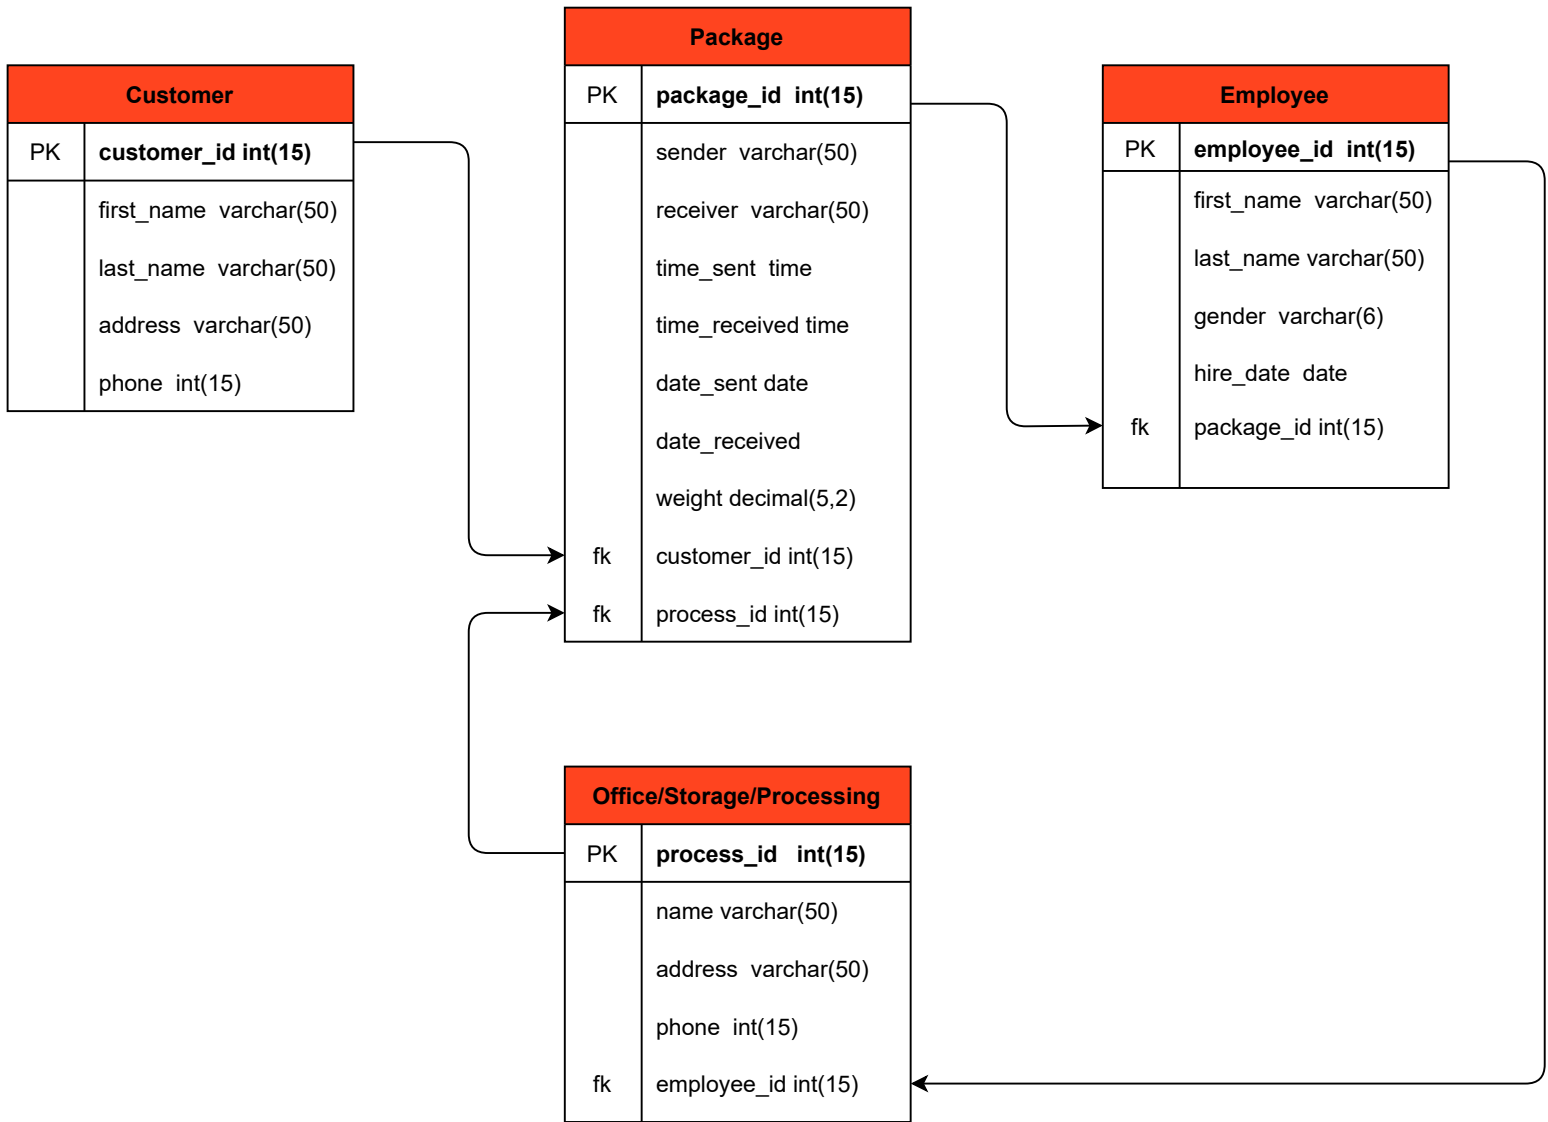 Customer
PK customer_id int(15)
first_name varchar(50)
last_name varchar(50)
address varchar(50)
phone int(15)
Package
PK package_id int(15)
sender varchar(50)
receiver varchar(50)
time_sent time
time_received time
date_sent date
date_received
weight decimal(5,2)
fk customer_id int(15)
fk process_id int(15)
Employee
PK employee_id int(15)
first_name varchar(50)
last_name varchar(50)
gender varchar(6)
hire_date date
fk package_id int(15)
Office/Storage/Processing
PK process_id int(15)
name varchar(50)
address varchar(50)
phone int(15)
fk employee_id int(15)